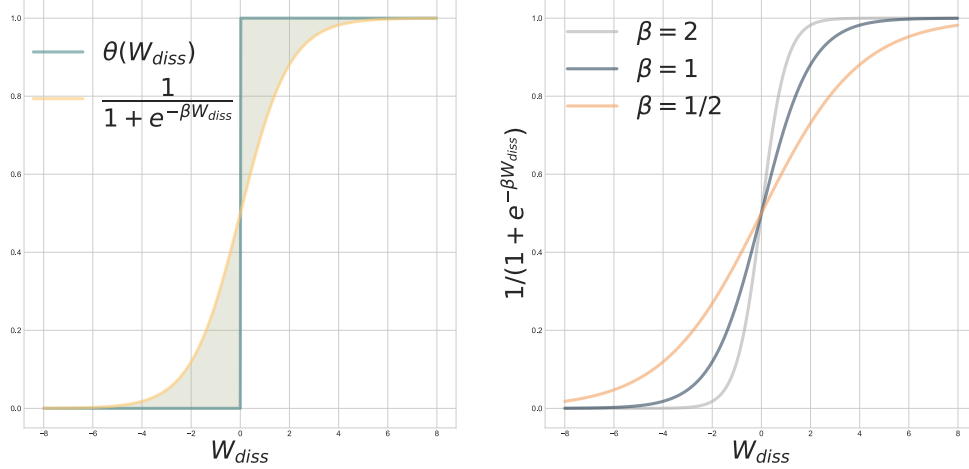 1.0
0.8
0.6
0.4
0.2
0.0
−8 −6 −4 −2 0 2 4 6 8
W_diss
θ(W_diss)
1
1 + e^{−βW_diss}
1.0
0.8
0.6
0.4
0.2
0.0
−8 −6 −4 −2 0 2 4 6 8
W_diss
1/(1 + e^{−βW_diss})
β = 2
β = 1
β = 1/2